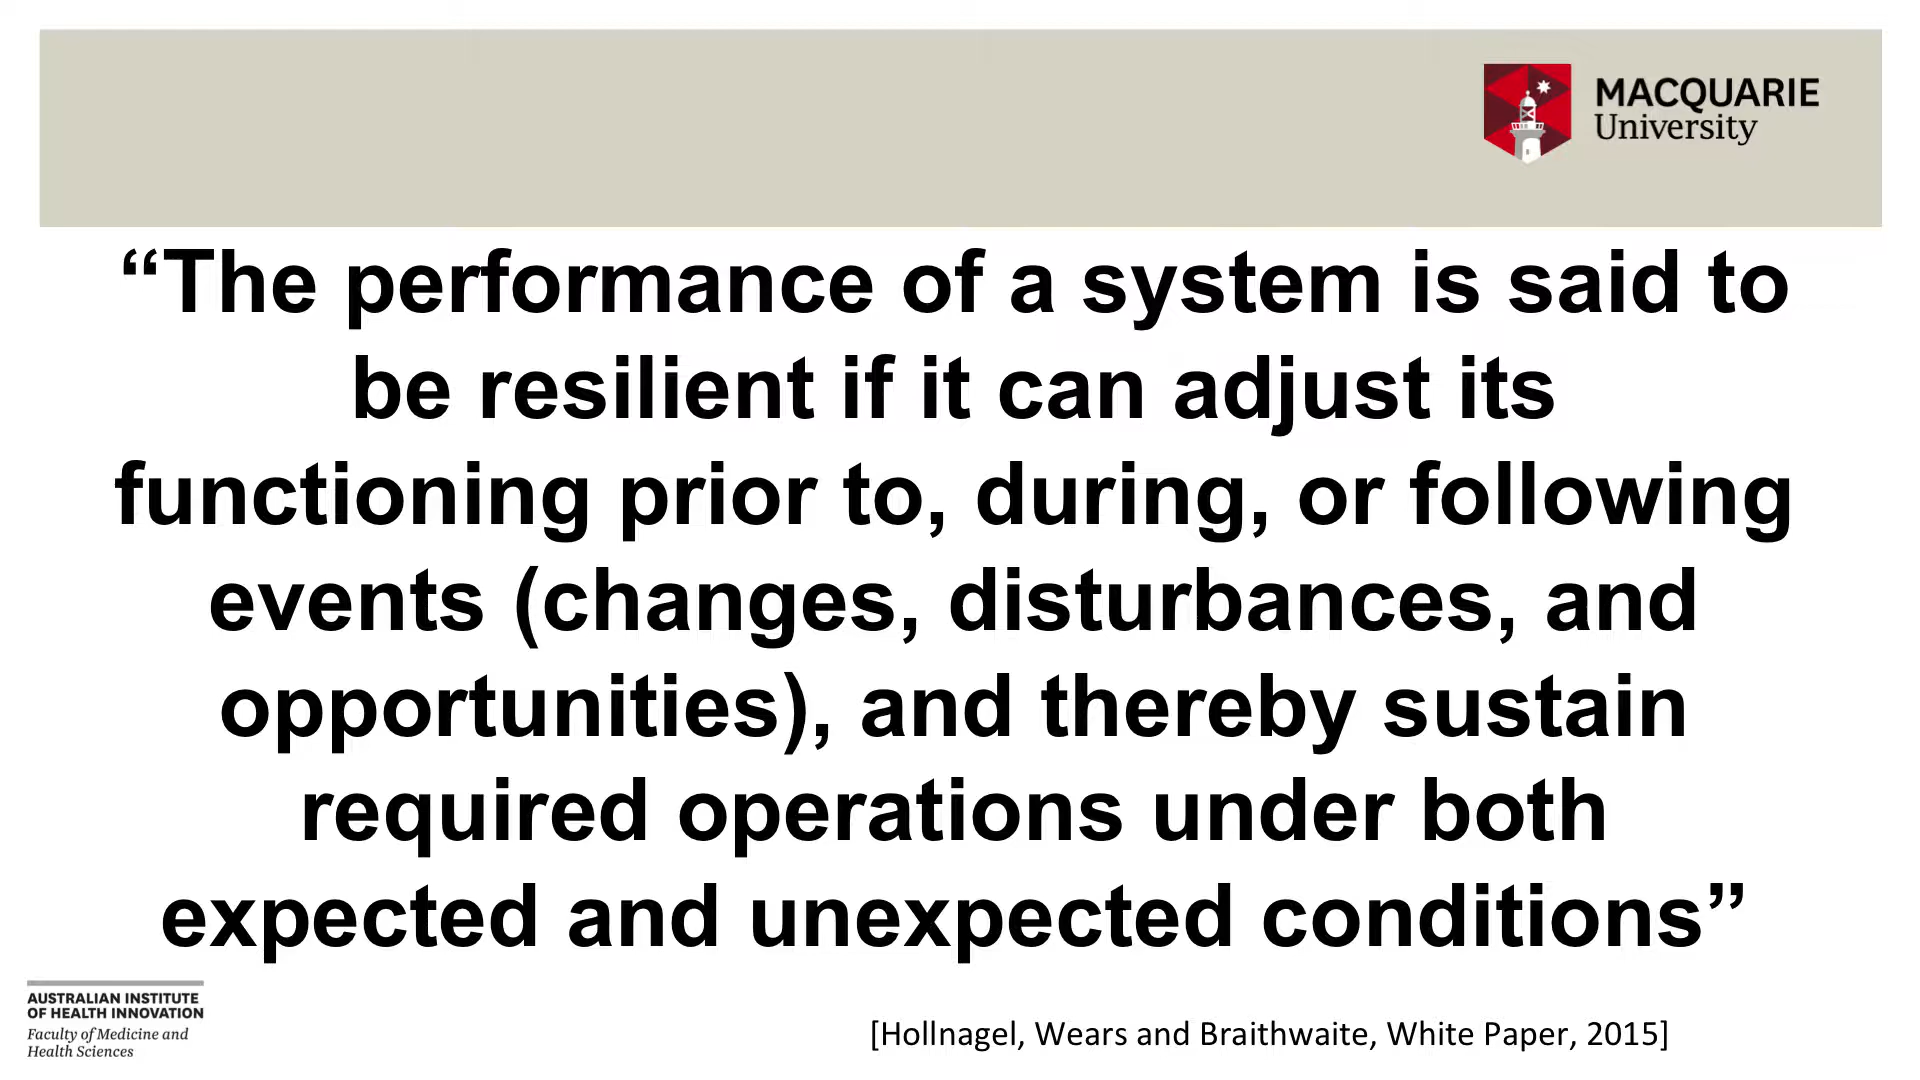 MACQUARIE
University
“The performance of a system is said to
be resilient if it can adjust its
functioning prior to, during, or following
events (changes, disturbances, and
opportunities), and thereby sustain
required operations under both
expected and unexpected conditions”
AUSTRALIAN INSTITUTE
OF HEALTH INNOVATION
Faculty of Medicine and
Health Sciences
[Hollnagel, Wears and Braithwaite, White Paper, 2015]